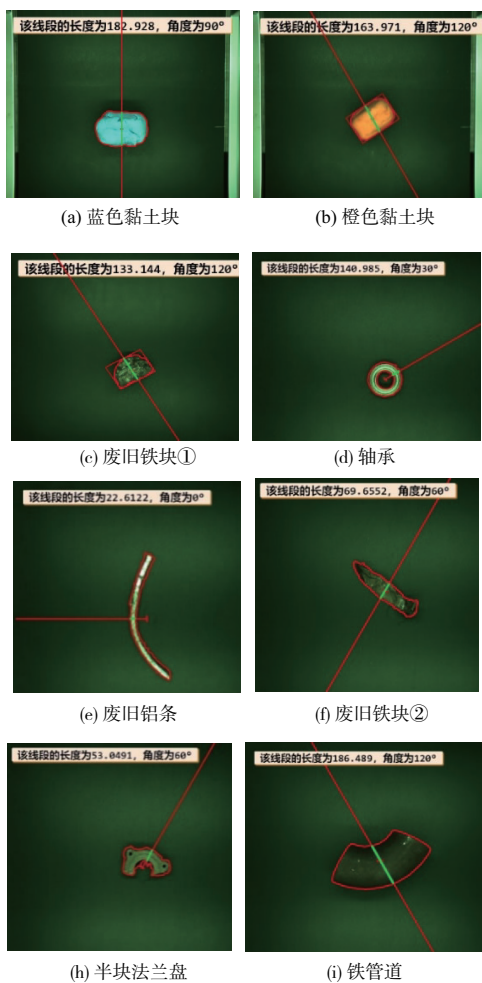 该线段的长度为182.928，角度为90°
该线段的长度为163.971，角度为120°
(a) 蓝色黏土块
(b) 橙色黏土块
该线段的长度为133.144，角度为120°
该线段的长度为140.985，角度为30°
(c) 废旧铁块①
(d) 轴承
该线段的长度为22.6122，角度为0°
该线段的长度为69.6552，角度为60°
(e) 废旧铝条
(f) 废旧铁块②
该线段的长度为53.0491，角度为60°
该线段的长度为186.489，角度为120°
(h) 半块法兰盘
(i) 铁管道